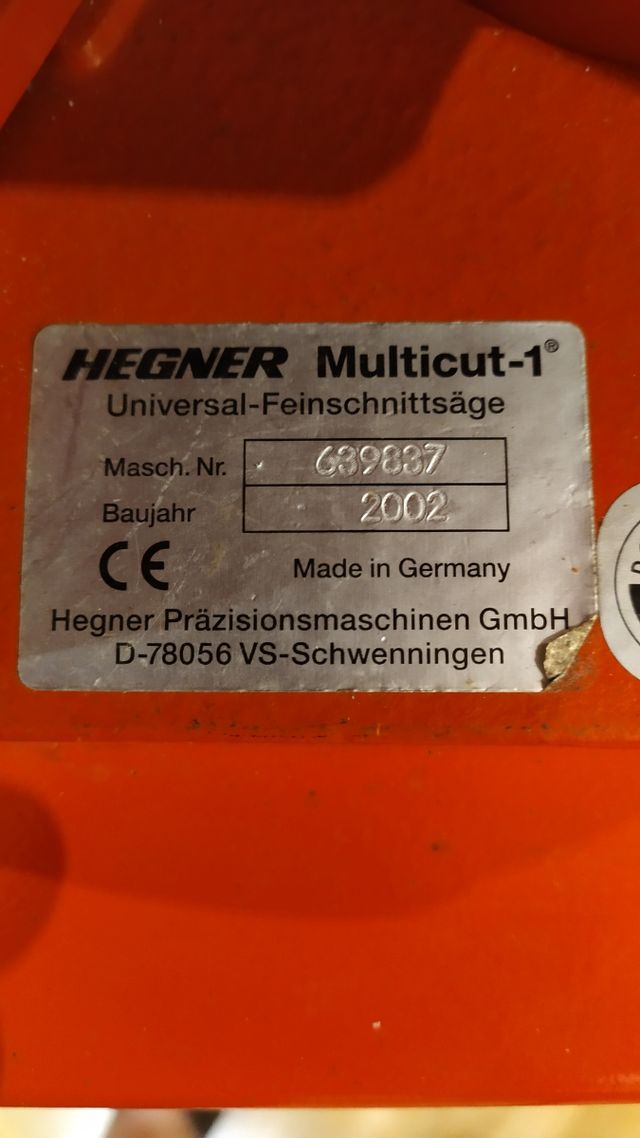 HEGNER Multicut-1®
Universal-Feinschnittsäge
Masch. Nr. 639837
Baujahr 2002
CE Made in Germany
Hegner Präzisionsmaschinen GmbH
D-78056 VS-Schwenningen